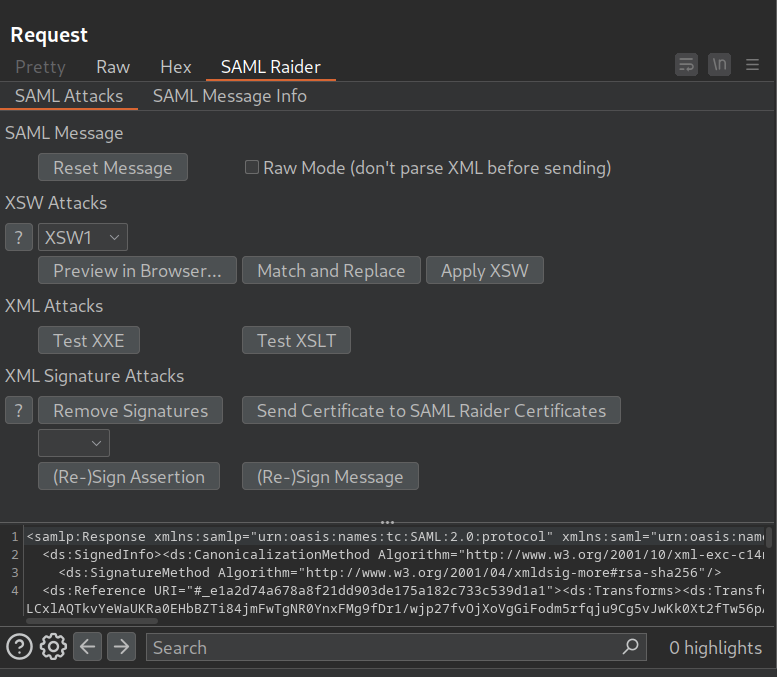 Request
Pretty Raw Hex SAML Raider \n
SAML Attacks SAML Message Info
SAML Message
Reset Message Raw Mode (don't parse XML before sending)
XSW Attacks
? XSW1
Preview in Browser... Match and Replace Apply XSW
XML Attacks
Test XXE Test XSLT
XML Signature Attacks
? Remove Signatures Send Certificate to SAML Raider Certificates
(Re-)Sign Assertion (Re-)Sign Message
1 <samlp:Response xmlns:samlp="urn:oasis:names:tc:SAML:2.0:protocol" xmlns:saml="urn:oasis:name
2 <ds:SignedInfo><ds:CanonicalizationMethod Algorithm="http://www.w3.org/2001/10/xml-exc-c14n
3 <ds:SignatureMethod Algorithm="http://www.w3.org/2001/04/xmldsig-more#rsa-sha256"/>
4 <ds:Reference URI="#_e1a2d74a678a8f21dd903de175a182c733c539d1a1"><ds:Transforms><ds:Transfo
LCxlAQTkvYeWaUKRa0EHbBZTi84jmFwTgNR0YnxFMg9fDr1/wjp27fvOjXoVgGiFodm5rfqju9Cg5vJwKk0Xt2fTw56pA
? Search 0 highlights